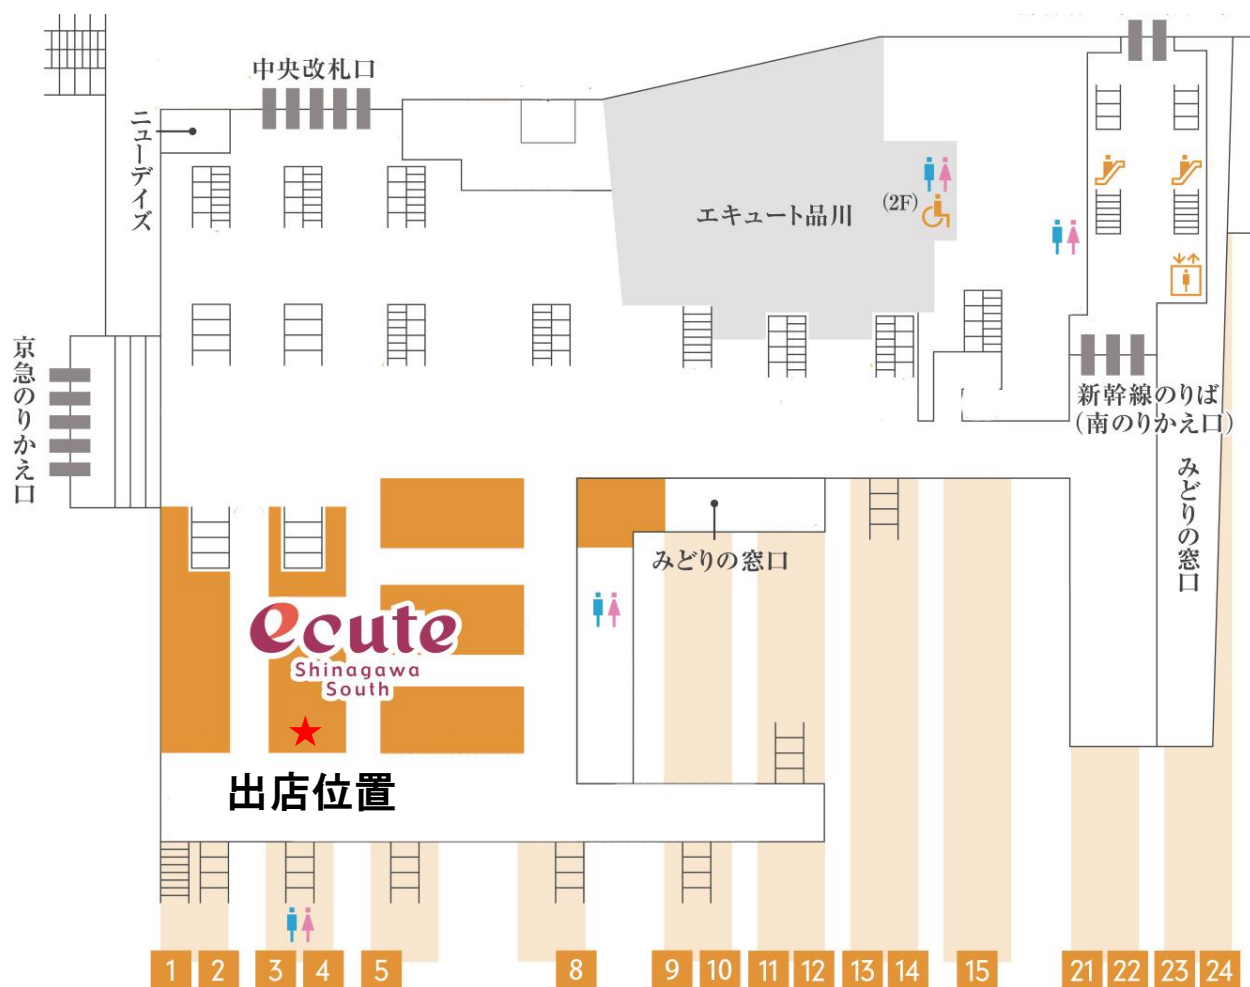 中央改札口
ニューデイズ
エキュート品川
(2F)
京急のりかえ口
新幹線のりば
(南のりかえ口)
みどりの窓口
みどりの窓口
ecute
Shinagawa
South
★
出店位置
1 2 3 4 5 8 9 10 11 12 13 14 15 21 22 23 24